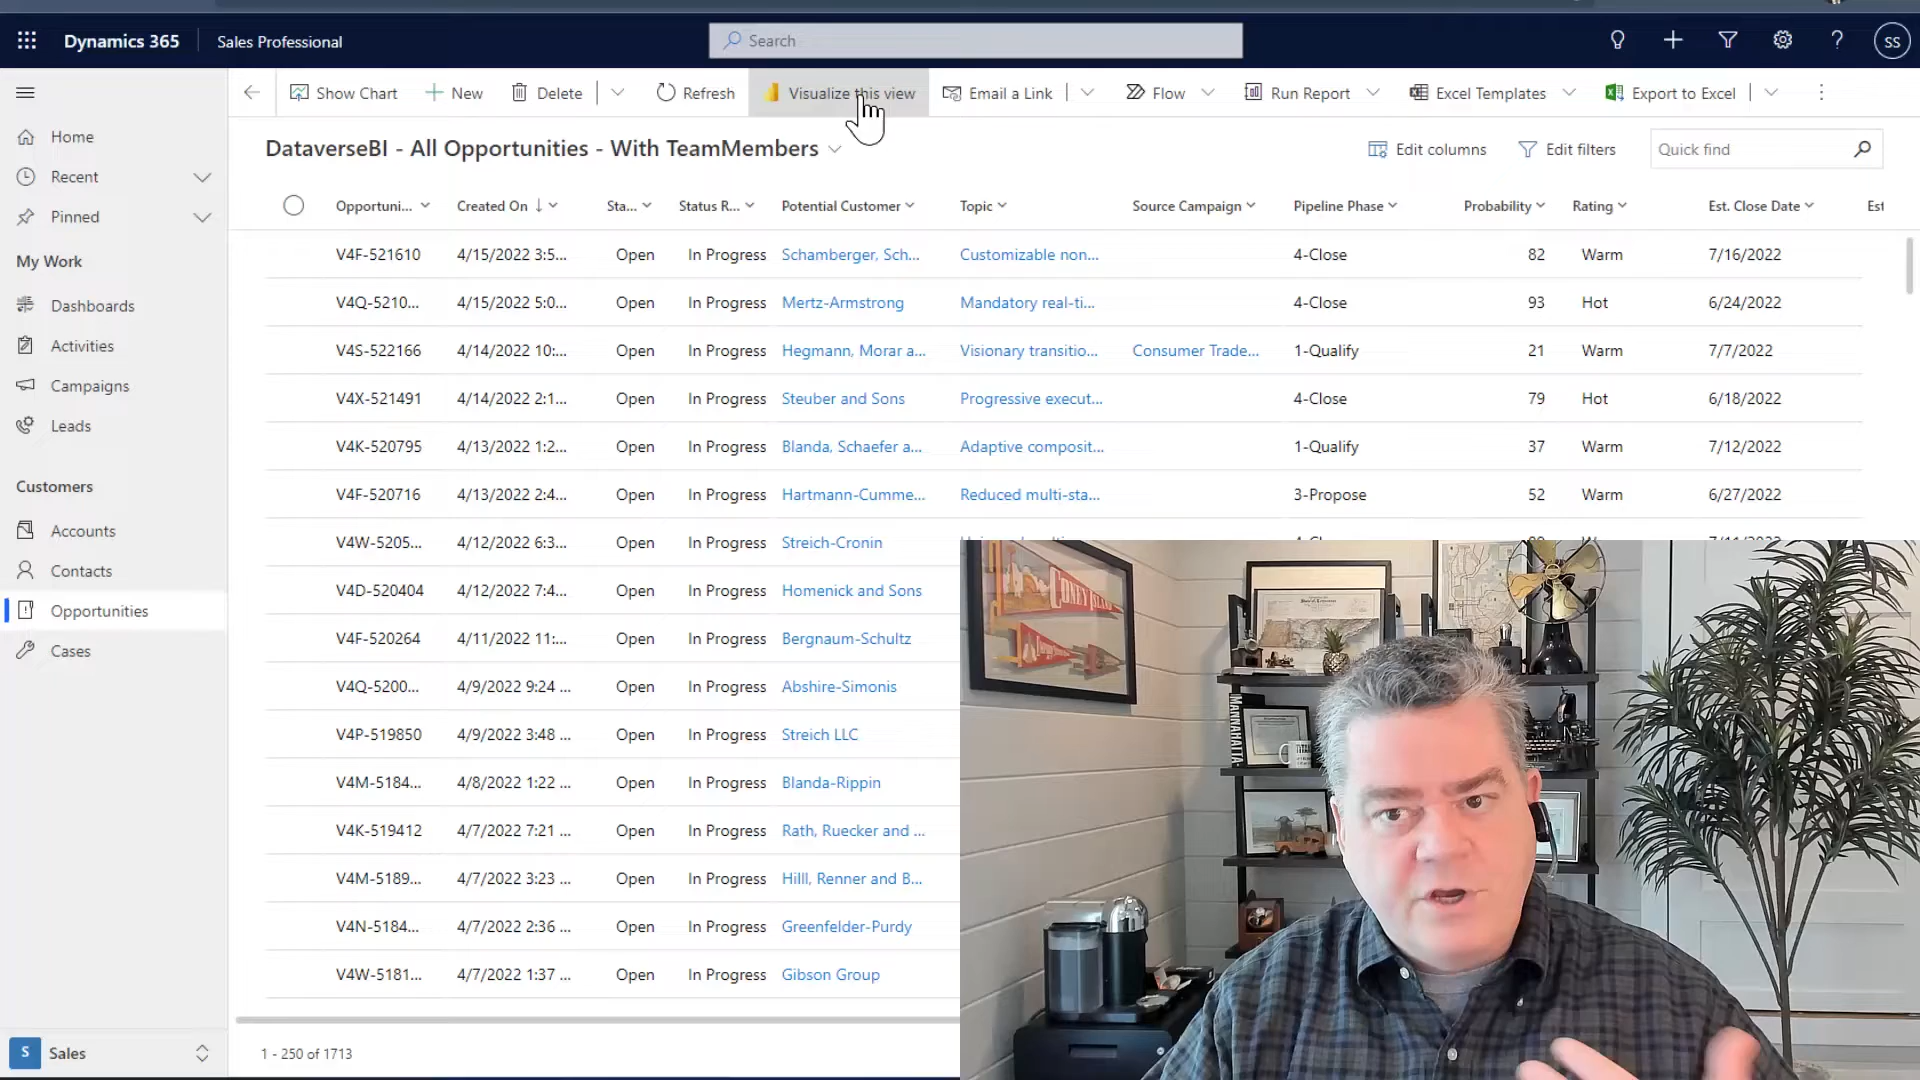 Dynamics 365 Sales Professional Search SS
Show Chart New Delete Refresh Visualize this view Email a Link Flow Run Report Excel Templates Export to Excel
DataverseBI - All Opportunities - With TeamMembers Edit columns Edit filters Quick find
Home
Recent
Pinned
My Work
Dashboards
Activities
Campaigns
Leads
Customers
Accounts
Contacts
Opportunities
Cases
S Sales
Opportuni... Created On Sta... Status R... Potential Customer Topic Source Campaign Pipeline Phase Probability Rating Est. Close Date Est
V4F-521610 4/15/2022 3:5... Open In Progress Schamberger, Sch... Customizable non... 4-Close 82 Warm 7/16/2022
V4Q-5210... 4/15/2022 5:0... Open In Progress Mertz-Armstrong Mandatory real-ti... 4-Close 93 Hot 6/24/2022
V4S-522166 4/14/2022 10:... Open In Progress Hegmann, Morar a... Visionary transitio... Consumer Trade... 1-Qualify 21 Warm 7/7/2022
V4X-521491 4/14/2022 2:1... Open In Progress Steuber and Sons Progressive execut... 4-Close 79 Hot 6/18/2022
V4K-520795 4/13/2022 1:2... Open In Progress Blanda, Schaefer a... Adaptive composit... 1-Qualify 37 Warm 7/12/2022
V4F-520716 4/13/2022 2:4... Open In Progress Hartmann-Cumme... Reduced multi-sta... 3-Propose 52 Warm 6/27/2022
V4W-5205... 4/12/2022 6:3... Open In Progress Streich-Cronin
V4D-520404 4/12/2022 7:4... Open In Progress Homenick and Sons
V4F-520264 4/11/2022 11:... Open In Progress Bergnaum-Schultz
V4Q-5200... 4/9/2022 9:24 ... Open In Progress Abshire-Simonis
V4P-519850 4/9/2022 3:48 ... Open In Progress Streich LLC
V4M-5184... 4/8/2022 1:22 ... Open In Progress Blanda-Rippin
V4K-519412 4/7/2022 7:21 ... Open In Progress Rath, Ruecker and ...
V4M-5189... 4/7/2022 3:23 ... Open In Progress Hilll, Renner and B...
V4N-5184... 4/7/2022 2:36 ... Open In Progress Greenfelder-Purdy
V4W-5181... 4/7/2022 1:37 ... Open In Progress Gibson Group
1 - 250 of 1713
CONEY ISLAND